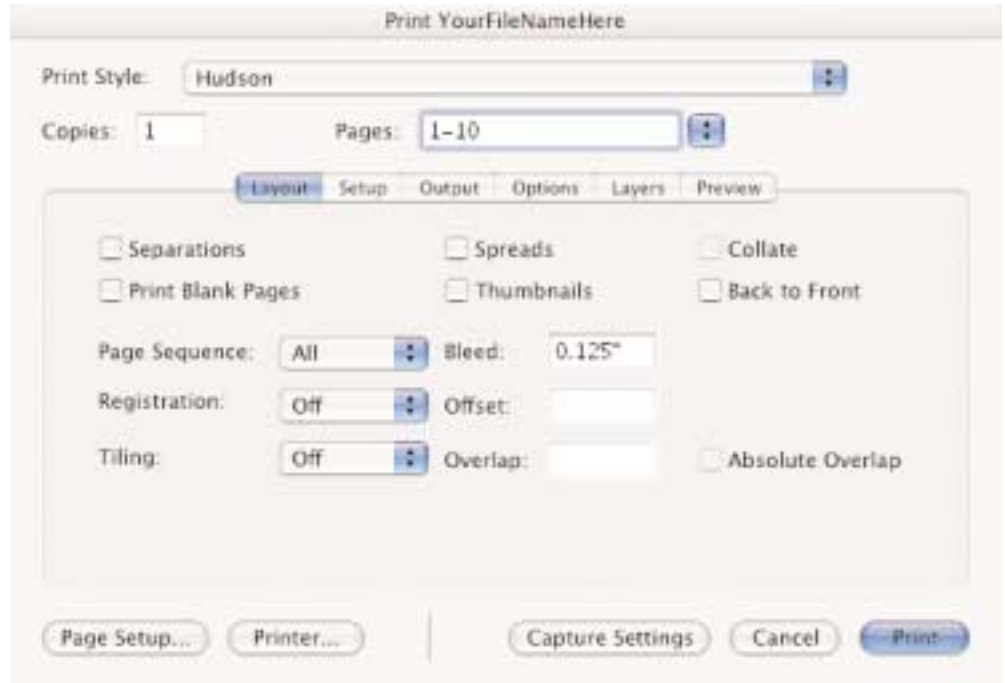 Print YourFileNameHere
Print Style: Hudson
Copies: 1 Pages: 1-10
Layout Setup Output Options Layers Preview
Separations Spreads Collate
Print Blank Pages Thumbnails Back to Front
Page Sequence: All Bleed: 0.125"
Registration: Off Offset:
Tiling: Off Overlap: Absolute Overlap
Page Setup... Printer... Capture Settings Cancel Print